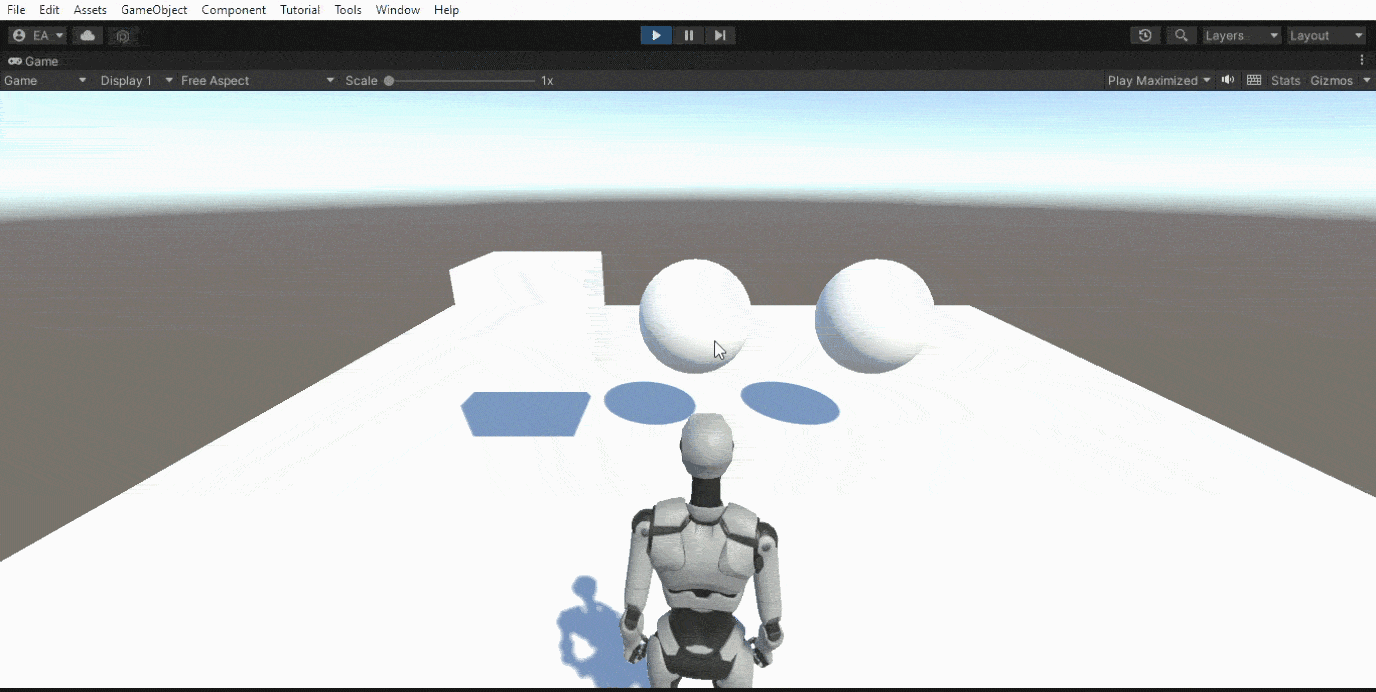 File Edit Assets GameObject Component Tutorial Tools Window Help
EA Layers Layout
Game
Game Display 1 Free Aspect Scale 1x Play Maximized Stats Gizmos